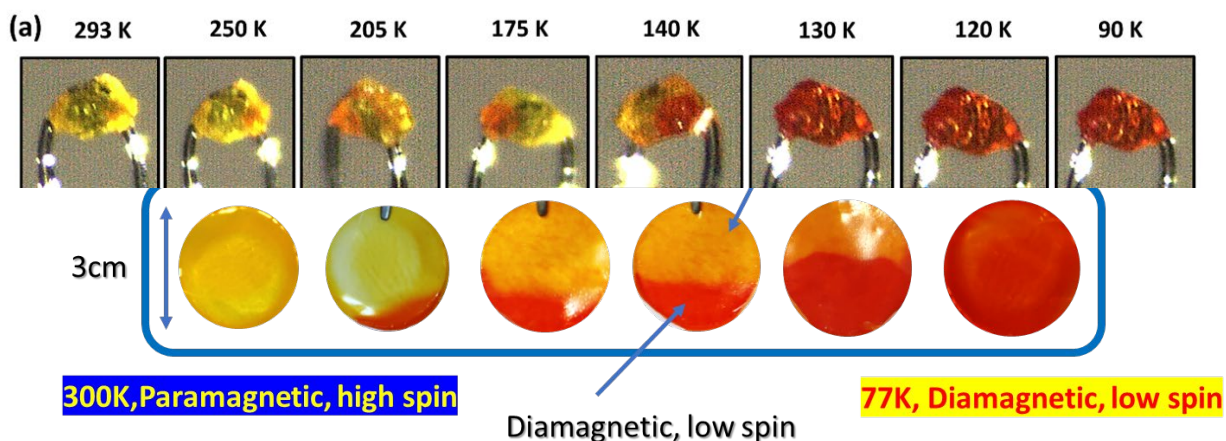 (a) 293 K 250 K 205 K 175 K 140 K 130 K 120 K 90 K
3cm
300K,Paramagnetic, high spin
77K, Diamagnetic, low spin
Diamagnetic, low spin